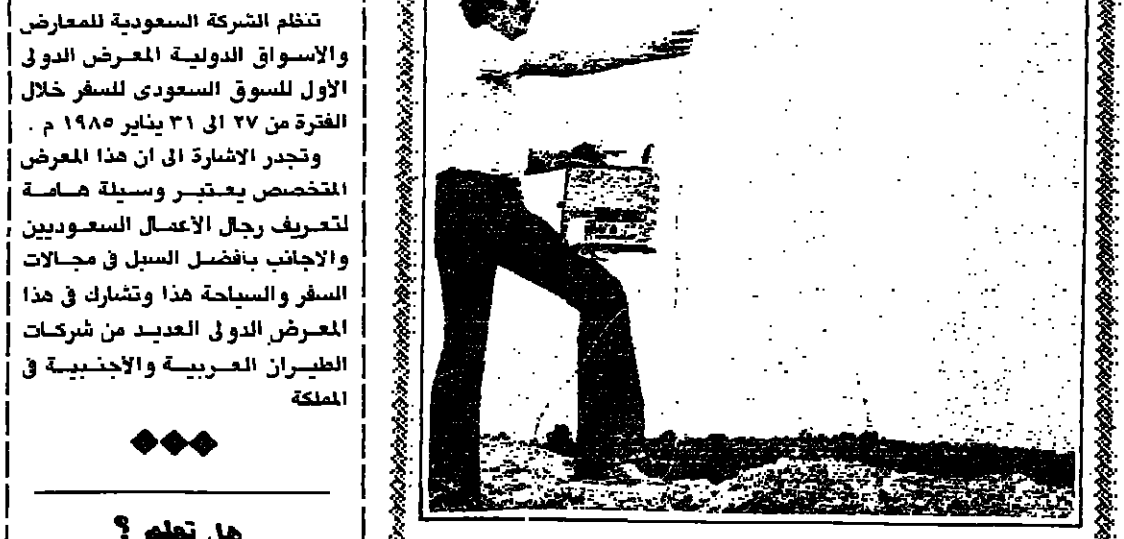 تنظم الشركة السعودية للمعارض
والاسواق الدولية المعرض الدولى
الأول للسوق السعودى للسفر خلال
الفترة من ٢٧ الى ٣١ يناير ١٩٨٥ م .
وتجدر الاشارة الى ان هذا المعرض
المتخصص يعتبر وسيلة هامة
لتعريف رجال الأعمال السعوديين
والاجانب بأفضل السبل فى مجالات
السفر والسياحة هذا وتشارك فى هذا
المعرض الدولى العديد من شركات
الطيران العربية والأجنبية فى
المملكة
هل تعلم ؟